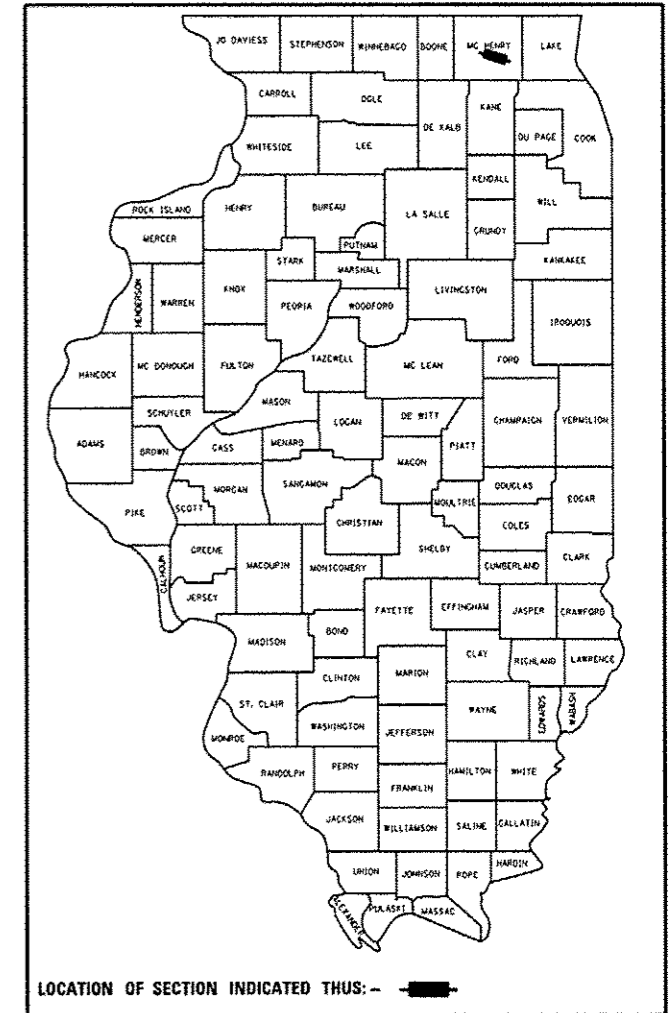 JO DAVIESS STEPHENSON WINNEBAGO BOONE MC HENRY LAKE
CARROLL OGLE DE KALB KANE DU PAGE COOK
WHITESIDE LEE KENDALL WILL
ROCK ISLAND HENRY BUREAU LA SALLE GRUNDY
MERCER PUTNAM KANKAKEE
STARK MARSHALL
HENDERSON WARREN KNOX PEORIA WOODFORD LIVINGSTON IROQUOIS
HANCOCK MC DONOUGH FULTON TAZEWELL MC LEAN FORD
SCHUYLER MASON LOGAN DE WITT CHAMPAIGN VERMILION
ADAMS BROWN CASS MENARD MACON PIATT
PIKE SCOTT MORGAN SANGAMON CHRISTIAN MOULTRIE DOUGLAS EDGAR
COLES
CALHOUN GREENE MACOUPIN MONTGOMERY SHELBY CUMBERLAND CLARK
JERSEY FAYETTE EFFINGHAM JASPER CRAWFORD
MADISON BOND CLAY RICHLAND LAWRENCE
ST. CLAIR CLINTON MARION WAYNE EDWARDS WABASH
MONROE WASHINGTON JEFFERSON
RANDOLPH PERRY FRANKLIN HAMILTON WHITE
JACKSON WILLIAMSON SALINE GALLATIN
UNION JOHNSON POPE HARDIN
ALEXANDER PULASKI MASSAC
LOCATION OF SECTION INDICATED THUS: -